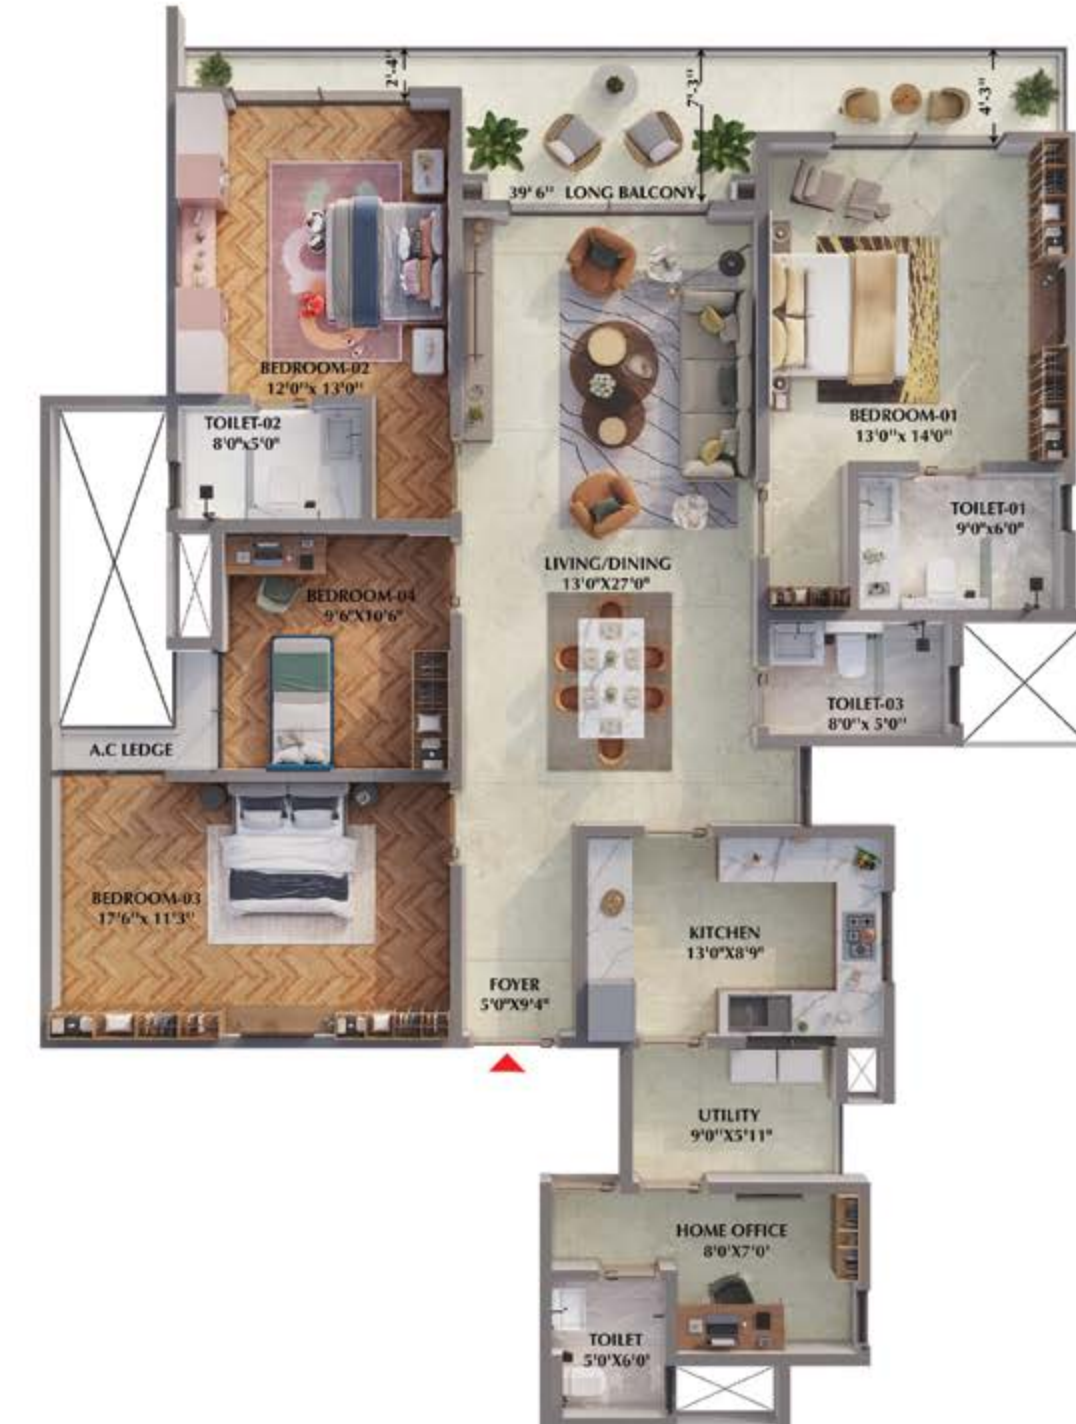 2'-4"
7'-3"
4'-3"
39' 6" LONG BALCONY
BEDROOM-02
12'0"x 13'0"
BEDROOM-01
13'0"x 14'0"
TOILET-02
8'0"x5'0"
TOILET-01
9'0"x6'0"
LIVING/DINING
13'0"X27'0"
BEDROOM-04
9'6"X10'6"
TOILET-03
8'0"x 5'0"
A.C LEDGE
BEDROOM-03
17'6"x 11'3"
KITCHEN
13'0"X8'9"
FOYER
5'0"X9'4"
UTILITY
9'0"X5'11"
HOME OFFICE
8'0'X7'0'
TOILET
5'0'X6'0'